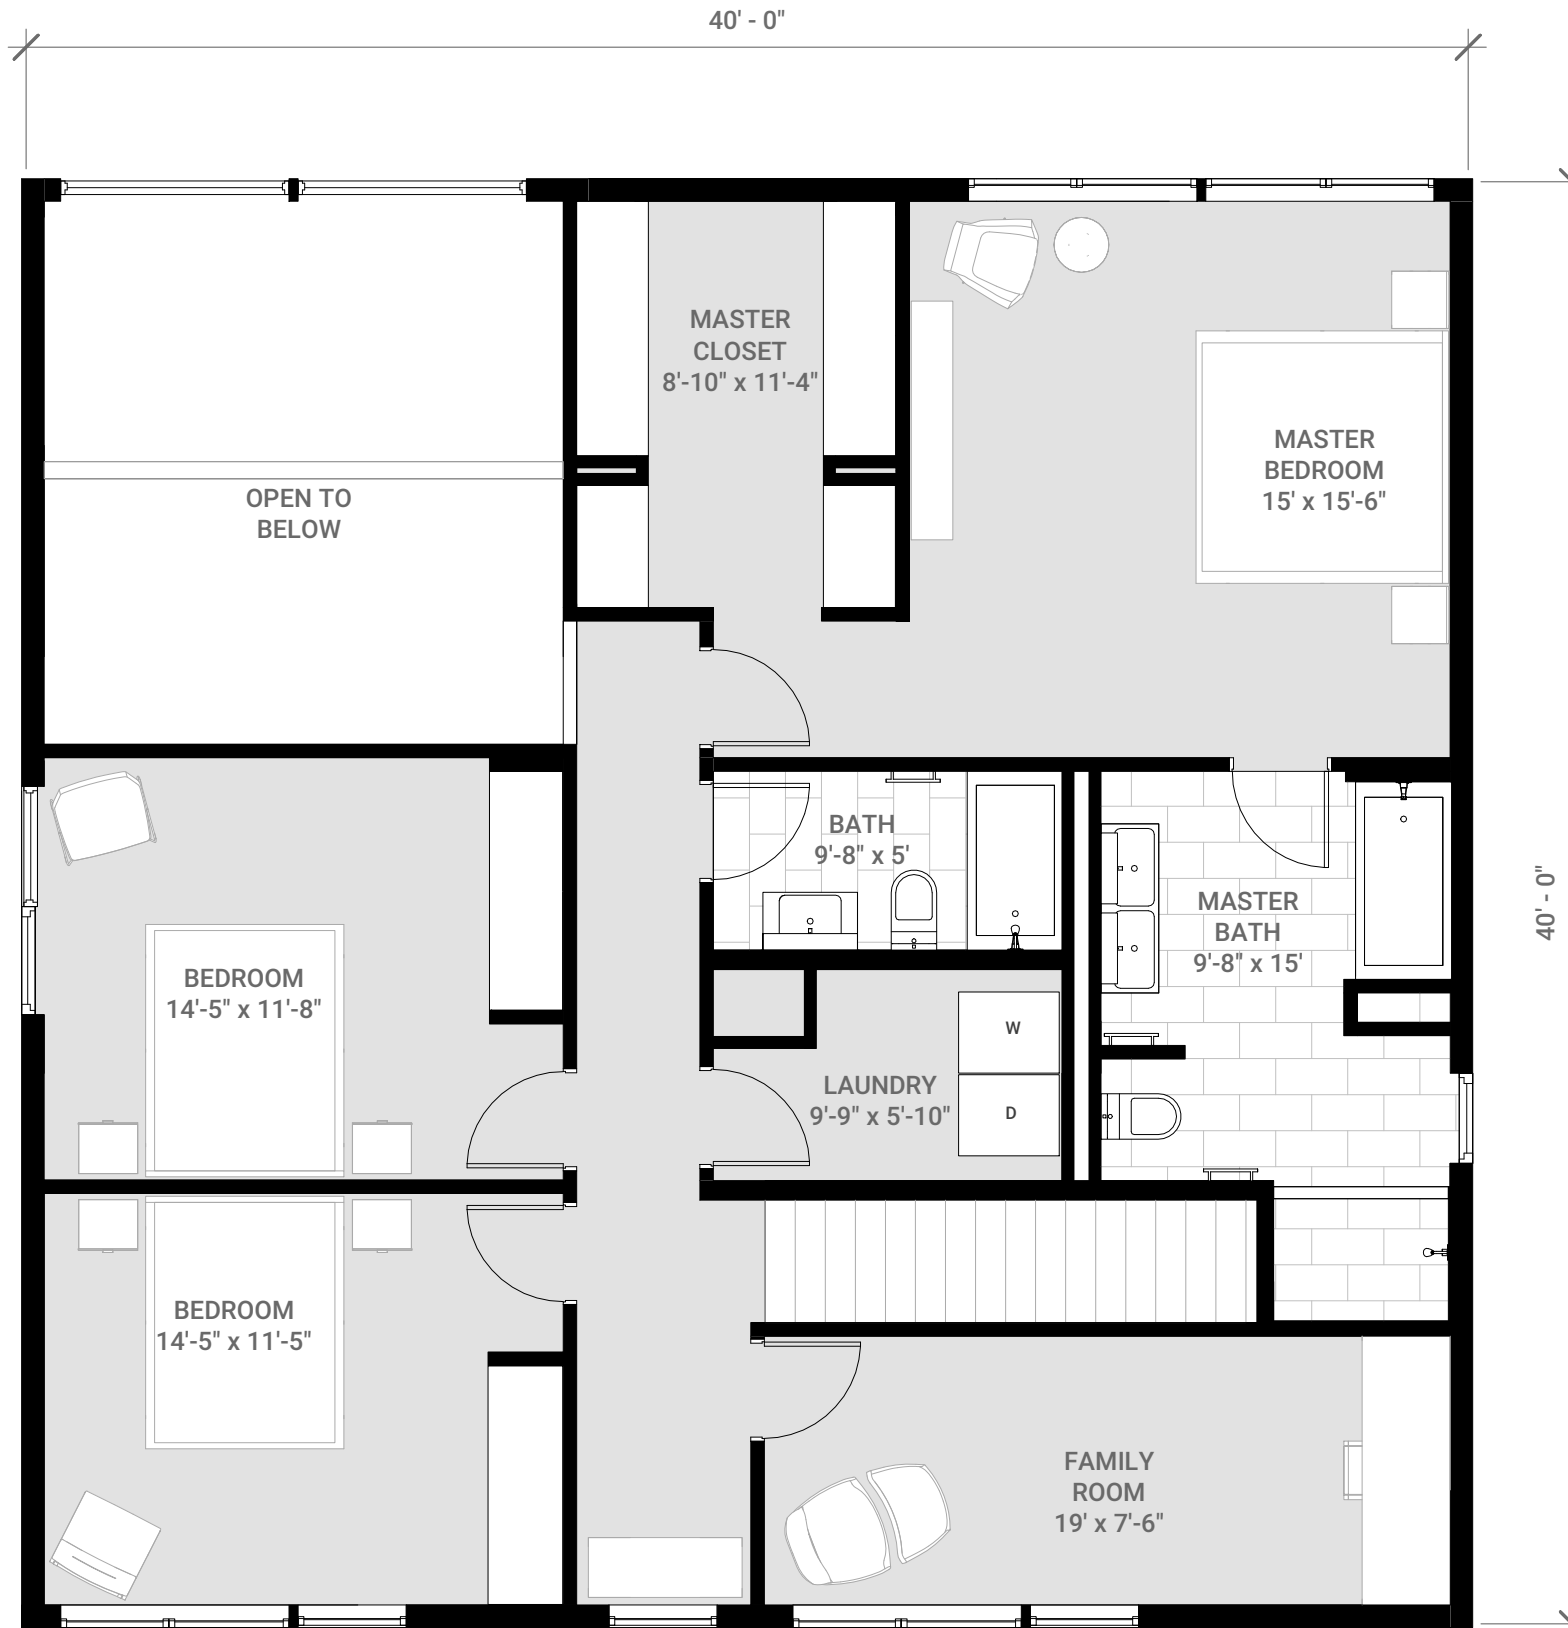 40' - 0"
MASTER
CLOSET
8'-10" x 11'-4"
MASTER
BEDROOM
15' x 15'-6"
OPEN TO
BELOW
BATH
9'-8" x 5'
MASTER
BATH
9'-8" x 15'
40' - 0"
BEDROOM
14'-5" x 11'-8"
W
LAUNDRY
9'-9" x 5'-10"
D
BEDROOM
14'-5" x 11'-5"
FAMILY
ROOM
19' x 7'-6"